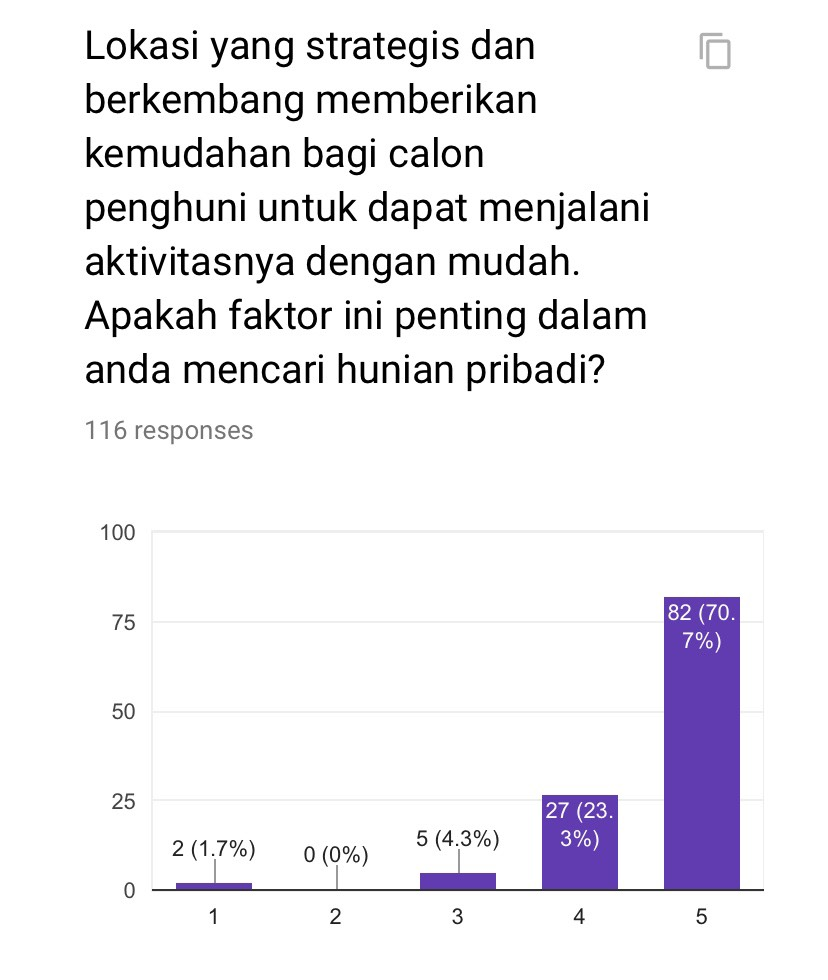 Lokasi yang strategis dan
berkembang memberikan
kemudahan bagi calon
penghuni untuk dapat menjalani
aktivitasnya dengan mudah.
Apakah faktor ini penting dalam
anda mencari hunian pribadi?
116 responses
100
75
50
25
0
2 (1.7%)
0 (0%)
5 (4.3%)
27 (23.
3%)
82 (70.
7%)
1
2
3
4
5